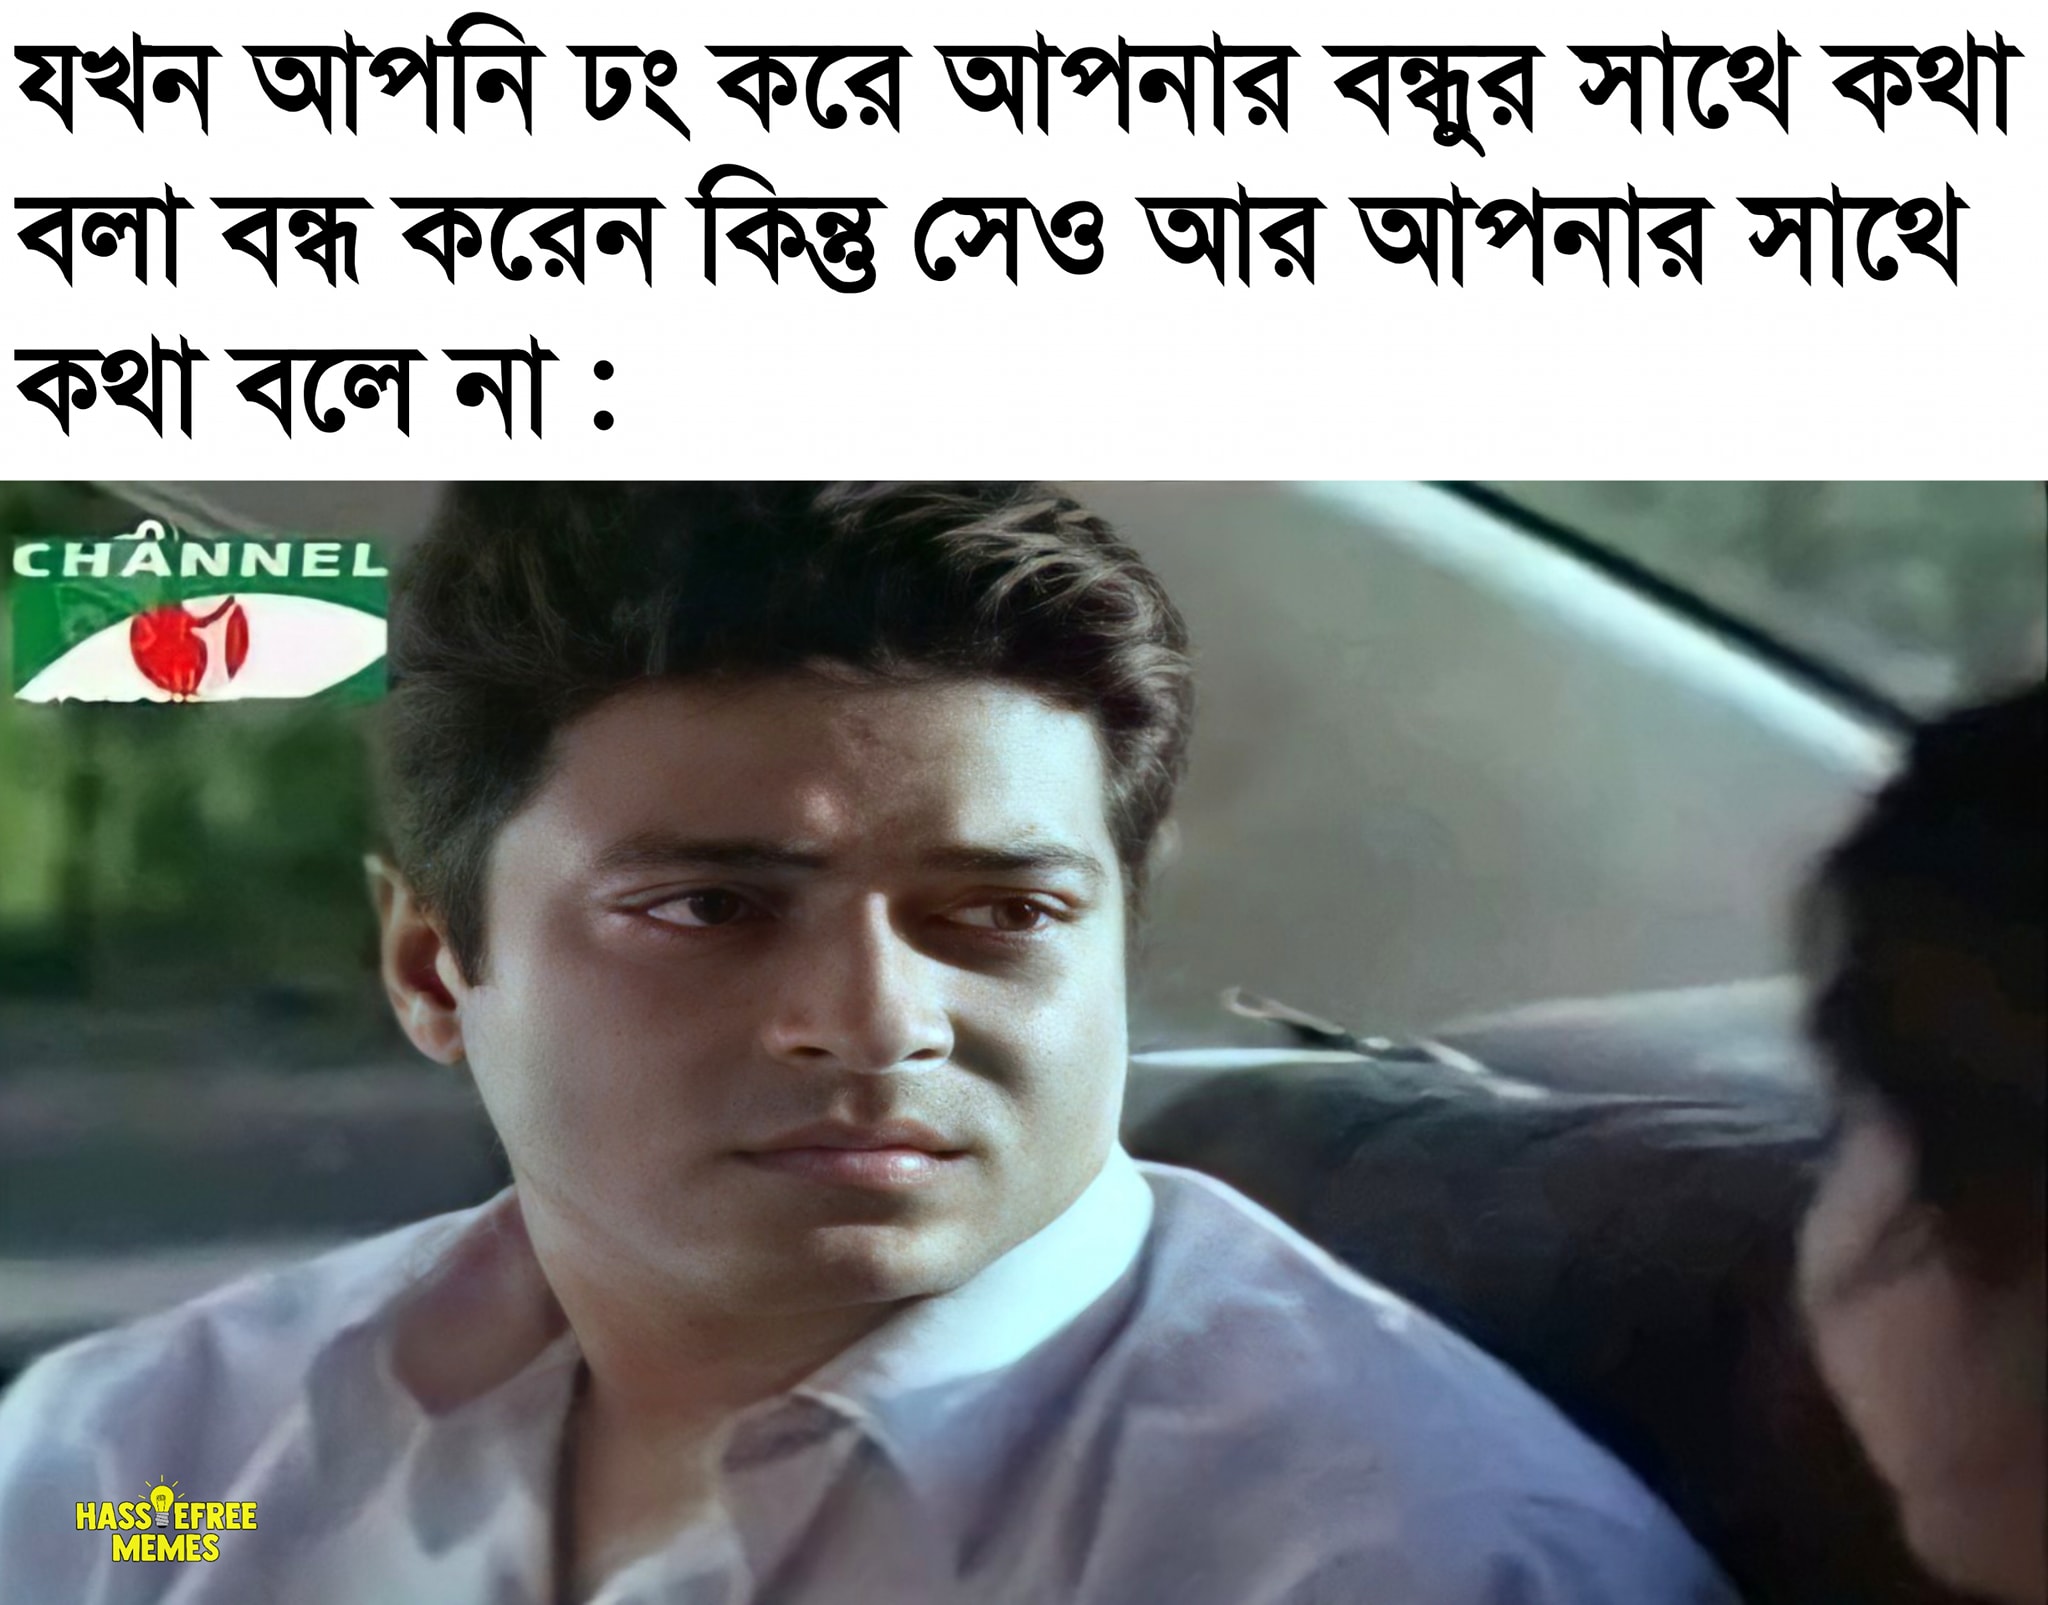 যখন আপনি ঢং করে আপনার বন্ধুর সাথে কথা
বলা বন্ধ করেন কিন্তু সেও আর আপনার সাথে
কথা বলে না :
CHANNEL
HASSLEFREE
MEMES